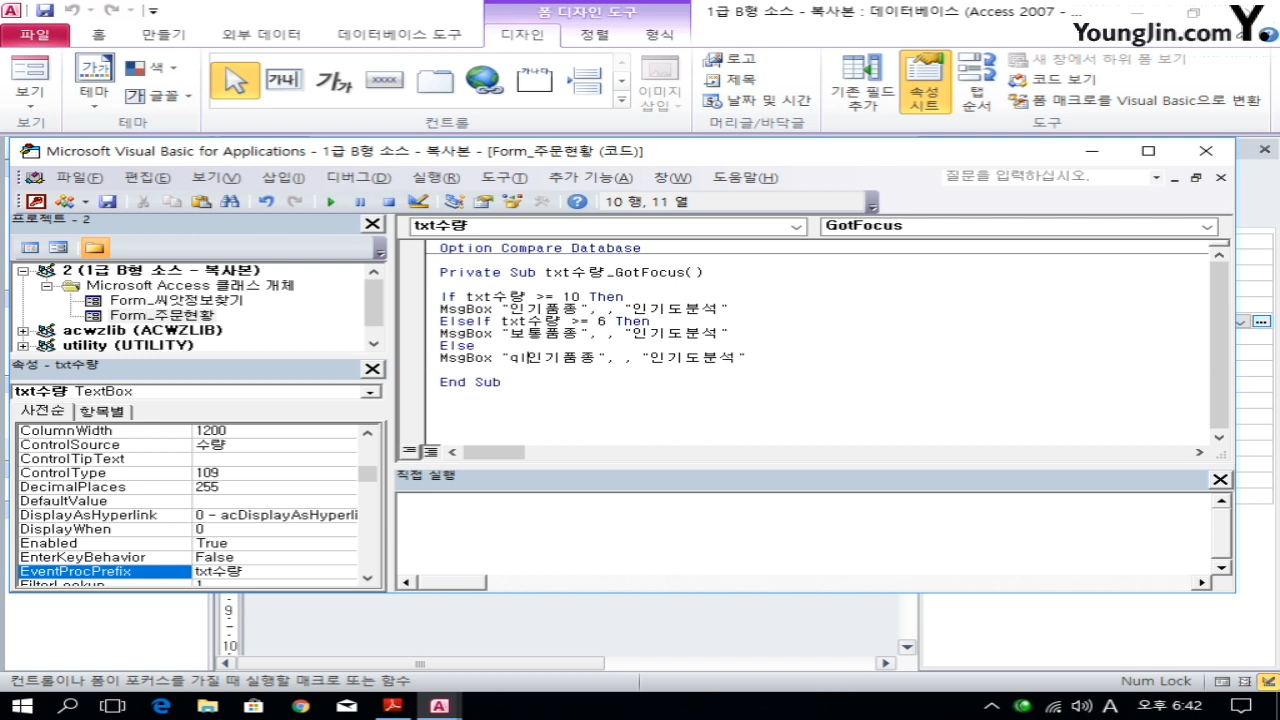 폼 디자인 도구
1급 B형 소스 - 복사본 : 데이터베이스 (Access 2007 - ...
YoungJin.com Y.
파일 홈 만들기 외부 데이터 데이터베이스 도구 디자인 정렬 형식
보기
보기
테마
색
글꼴
테마
가나
가가
xxxx
가나다
컨트롤
이미지
삽입
로고
제목
날짜 및 시간
머리글/바닥글
기존 필드
추가
속성
시트
탭
순서
새 창에서 하위 폼 보기
코드 보기
폼 매크로를 Visual Basic으로 변환
도구
Microsoft Visual Basic for Applications - 1급 B형 소스 - 복사본 - [Form_주문현황 (코드)]
파일(F) 편집(E) 보기(V) 삽입(I) 디버그(D) 실행(R) 도구(T) 추가 기능(A) 창(W) 도움말(H)
질문을 입력하십시오.
10 행, 11 열
프로젝트 - 2
2 (1급 B형 소스 - 복사본)
Microsoft Access 클래스 개체
Form_씨앗정보찾기
Form_주문현황
acwzlib (ACWZLIB)
utility (UTILITY)
속성 - txt수량
txt수량 TextBox
사전순 항목별
ColumnWidth 1200
ControlSource 수량
ControlTipText
ControlType 109
DecimalPlaces 255
DefaultValue
DisplayAsHyperlink 0 - acDisplayAsHyperli
DisplayWhen 0
Enabled True
EnterKeyBehavior False
EventProcPrefix txt수량
FilterLookup 1
txt수량
GotFocus
Option Compare Database
Private Sub txt수량_GotFocus()
If txt수량 >= 10 Then
MsgBox "인기품종", , "인기도분석"
ElseIf txt수량 >= 6 Then
MsgBox "보통품종", , "인기도분석"
Else
MsgBox "ql인기품종", , "인기도분석"
End Sub
직접 실행
9
10
컨트롤이나 폼이 포커스를 가질 때 실행할 매크로 또는 함수
Num Lock
A 오후 6:42